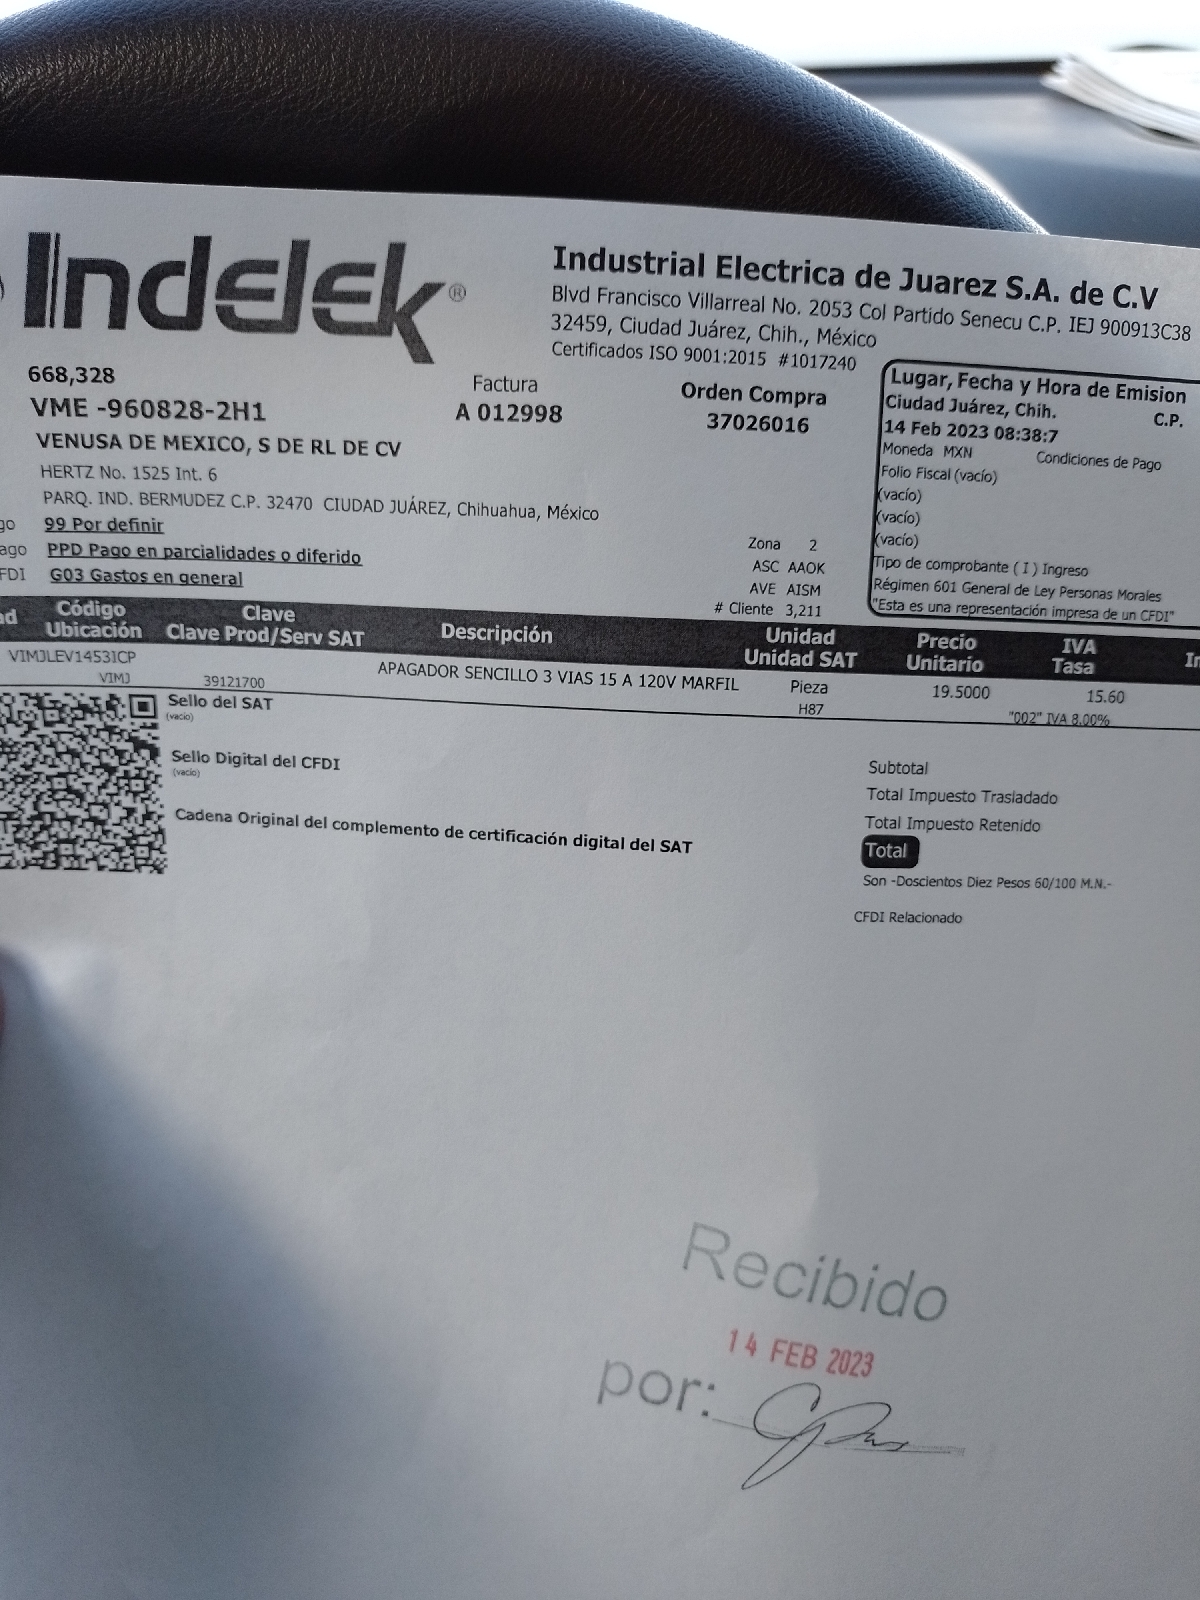 Indelek®
Industrial Electrica de Juarez S.A. de C.V
Blvd Francisco Villarreal No. 2053 Col Partido Senecu C.P. IEJ 900913C38
32459, Ciudad Juárez, Chih., México
Certificados ISO 9001:2015 #1017240
668,328
VME -960828-2H1
Factura
A 012998
Orden Compra
37026016
VENUSA DE MEXICO, S DE RL DE CV
HERTZ No. 1525 Int. 6
PARQ. IND. BERMUDEZ C.P. 32470 CIUDAD JUÁREZ, Chihuahua, México
go 99 Por definir
ago PPD Pago en parcialidades o diferido
FDI G03 Gastos en general
Zona 2
ASC AAOK
AVE AISM
# Cliente 3,211
Lugar, Fecha y Hora de Emision
Ciudad Juárez, Chih. C.P.
14 Feb 2023 08:38:7
Moneda MXN Condiciones de Pago
Folio Fiscal (vacío)
(vacío)
(vacío)
(vacío)
Tipo de comprobante ( I ) Ingreso
Régimen 601 General de Ley Personas Morales
"Esta es una representación impresa de un CFDI"
ad Código Clave Descripción Unidad Precio IVA
Ubicación Clave Prod/Serv SAT Unidad SAT Unitario Tasa
VIMJLEV14531CP APAGADOR SENCILLO 3 VIAS 15 A 120V MARFIL Pieza 19.5000 15.60
VIMJ 39121700 H87 "002" IVA 8.00%
Sello del SAT
(vacío)
Sello Digital del CFDI
(vacío)
Cadena Original del complemento de certificación digital del SAT
Subtotal
Total Impuesto Trasladado
Total Impuesto Retenido
Total
Son -Doscientos Diez Pesos 60/100 M.N.-
CFDI Relacionado
Recibido
14 FEB 2023
por: